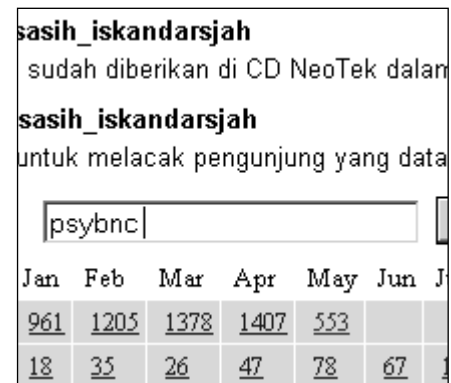 sasih_iskandarsjah
sudah diberikan di CD NeoTek dalam
sasih_iskandarsjah
untuk melacak pengunjung yang data
psybnc
Jan Feb Mar Apr May Jun
961 1205 1378 1407 553
18 35 26 47 78 67